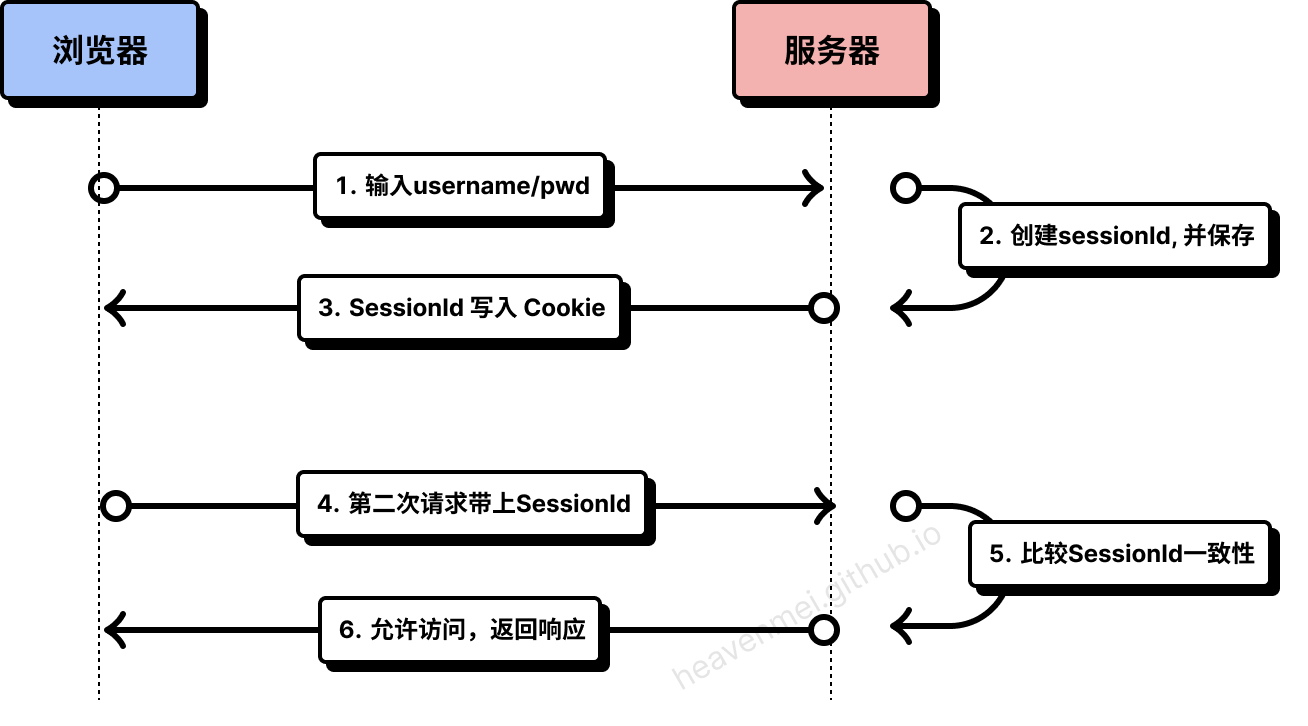 浏览器
服务器
1. 输入username/pwd
2. 创建sessionId, 并保存
3. SessionId 写入 Cookie
4. 第二次请求带上SessionId
5. 比较SessionId一致性
6. 允许访问，返回响应
heavenmei.github.io